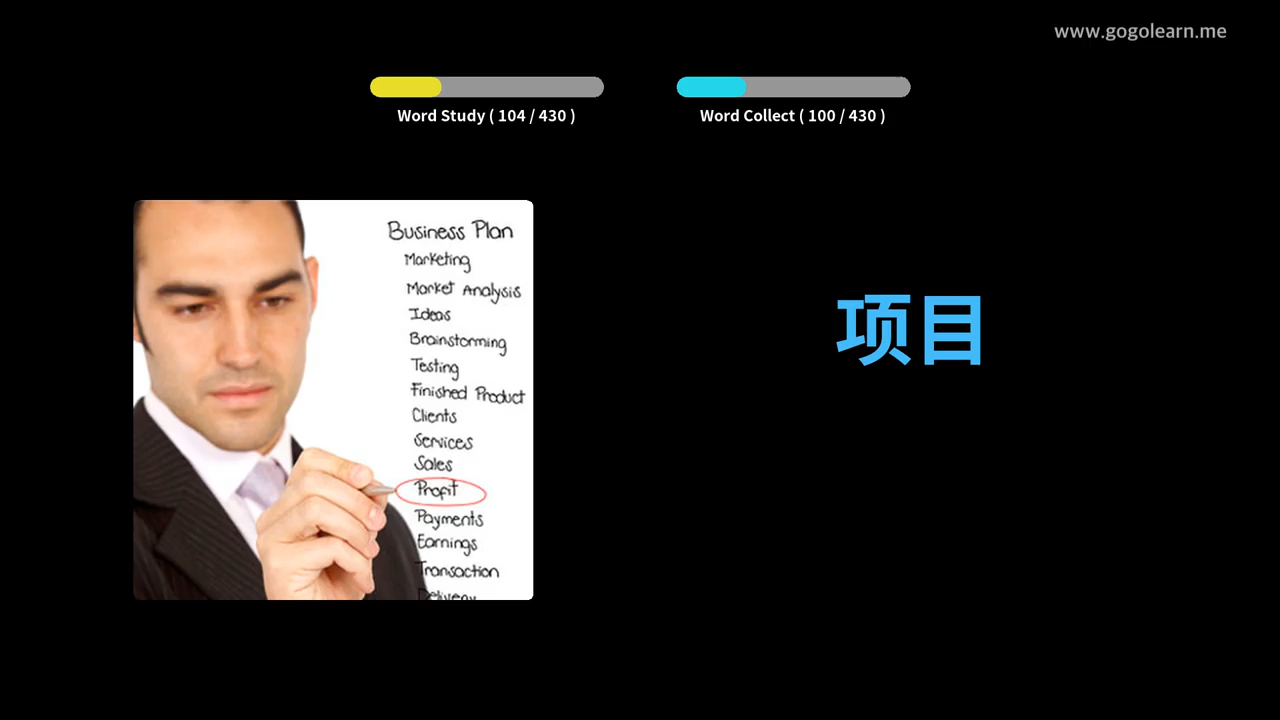 www.gogolearn.me
Word Study ( 104 / 430 )
Word Collect ( 100 / 430 )
Business Plan
Marketing
Market Analysis
Ideas
Brainstorming
Testing
Finished Product
Clients
Services
Sales
Profit
Payments
Earnings
Transaction
Delivery
项目